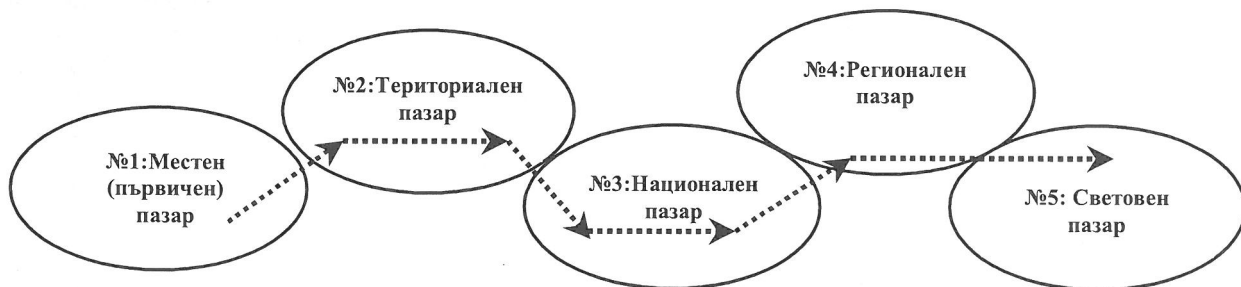 №1:Местен
(първичен)
пазар
№2:Териториален
пазар
№3:Национален
пазар
№4:Регионален
пазар
№5: Световен
пазар